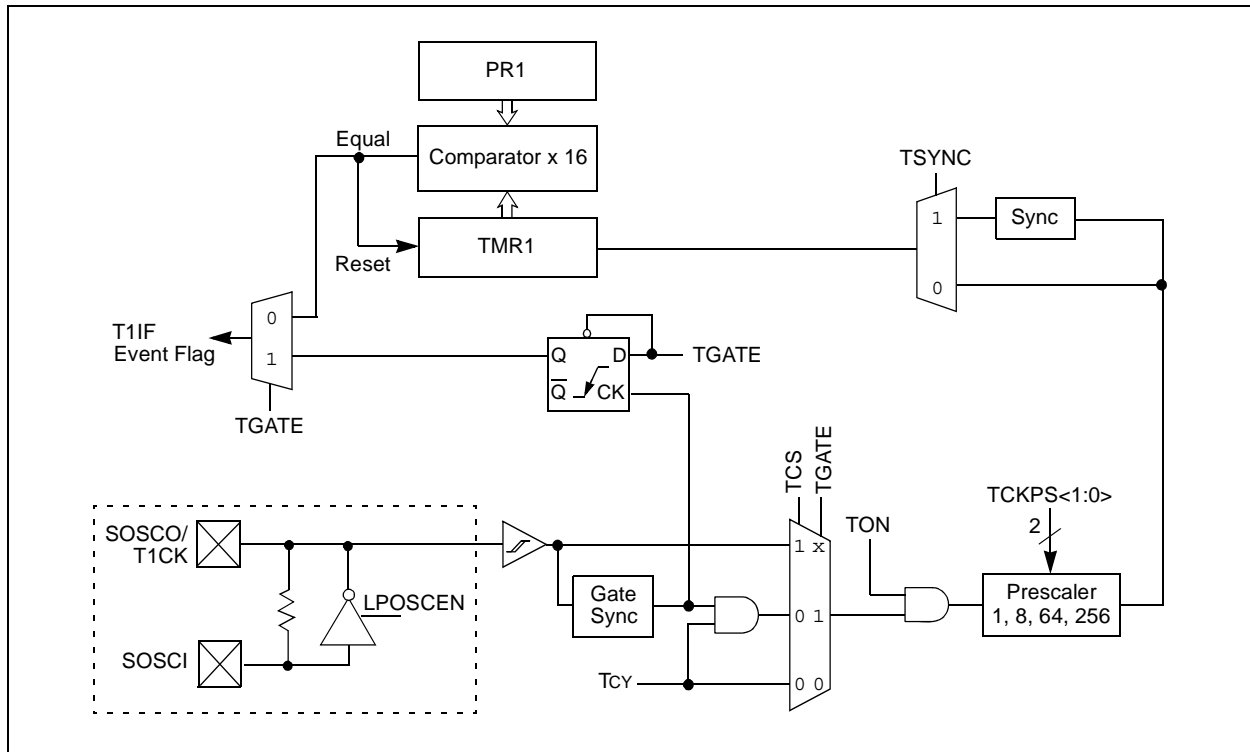 PR1
Equal
Comparator x 16
TSYNC
1
Sync
Reset
TMR1
0
T1IF
Event Flag
0
1
TGATE
Q
D
Q
CK
TGATE
TCS
TGATE
SOSCO/
T1CK
LPOSCEN
SOSCI
Gate
Sync
TCY
1 x
0 1
0 0
TON
TCKPS<1:0>
2
Prescaler
1, 8, 64, 256